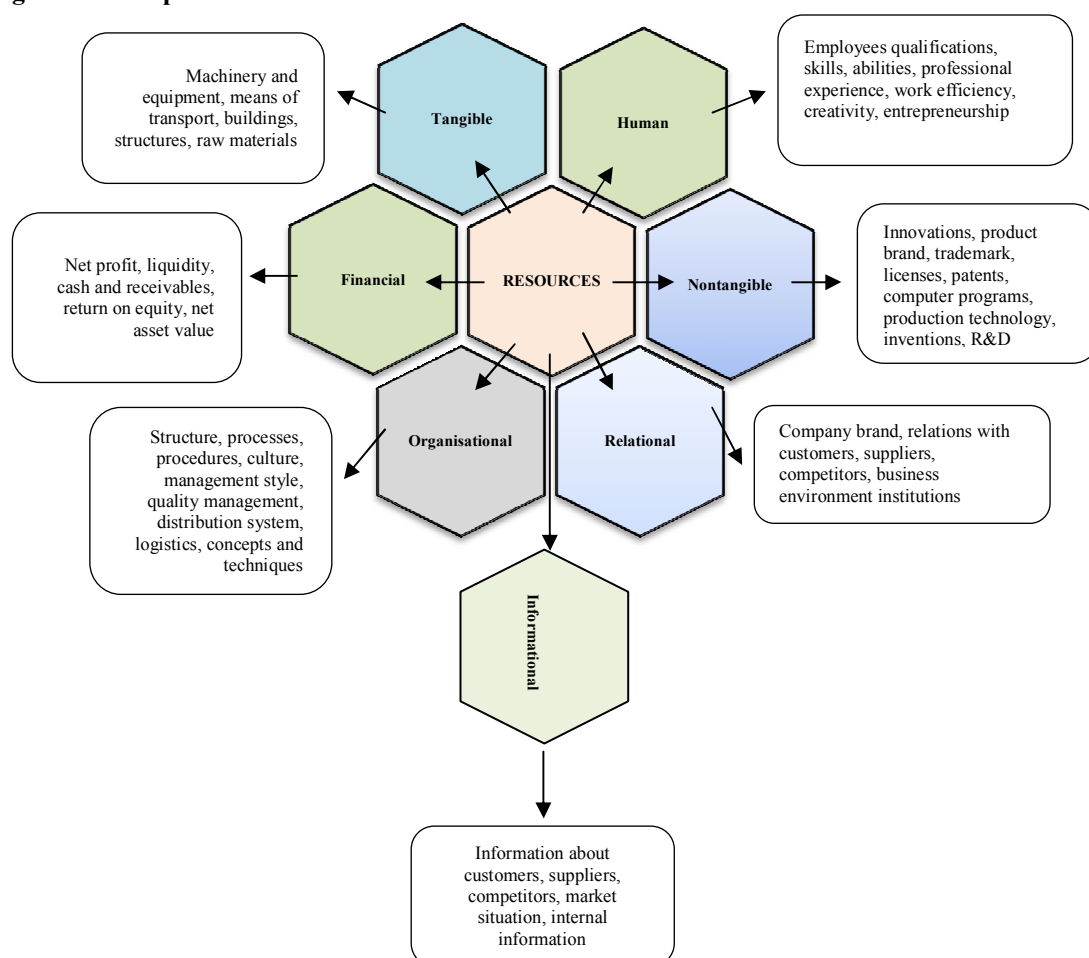 Machinery and
equipment, means of
transport, buildings,
structures, raw materials
Tangible
Human
Employees qualifications,
skills, abilities, professional
experience, work efficiency,
creativity, entrepreneurship
Net profit, liquidity,
cash and receivables,
return on equity, net
asset value
Financial
RESOURCES
Nontangible
Innovations, product
brand, trademark,
licenses, patents,
computer programs,
production technology,
inventions, R&D
Structure, processes,
procedures, culture,
management style,
quality management,
distribution system,
logistics, concepts and
techniques
Organisational
Relational
Company brand, relations with
customers, suppliers,
competitors, business
environment institutions
Informational
Information about
customers, suppliers,
competitors, market
situation, internal
information